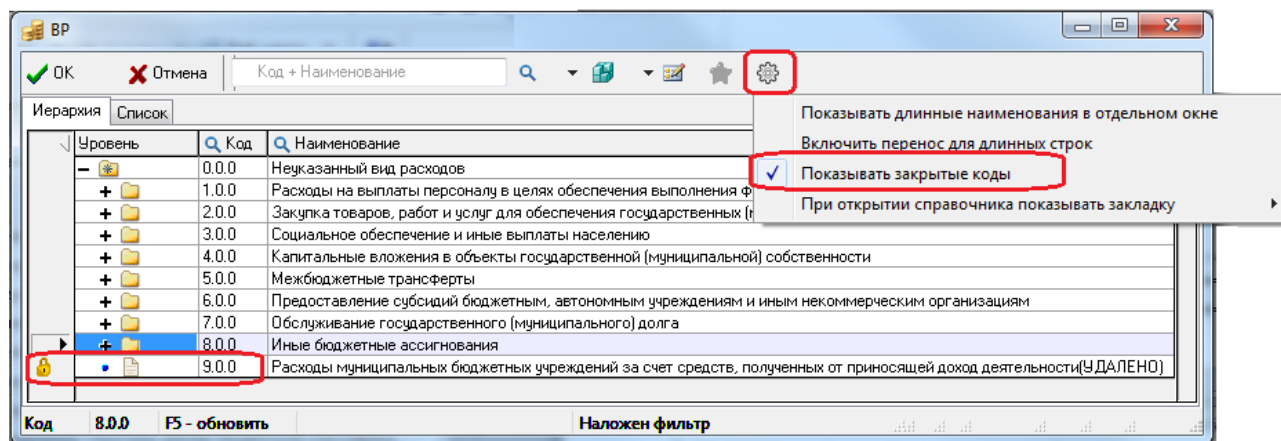 ВР
ОК Отмена Код + Наименование
Иерархия Список
Показывать длинные наименования в отдельном окне
Включить перенос для длинных строк
Показывать закрытые коды
При открытии справочника показывать закладку
Уровень Код Наименование
0.0.0 Неуказанный вид расходов
1.0.0 Расходы на выплаты персоналу в целях обеспечения выполнения
2.0.0 Закупка товаров, работ и услуг для обеспечения государственных
3.0.0 Социальное обеспечение и иные выплаты населению
4.0.0 Капитальные вложения в объекты государственной (муниципальной) собственности
5.0.0 Межбюджетные трансферты
6.0.0 Предоставление субсидий бюджетным, автономным учреждениям и иным некоммерческим организациям
7.0.0 Обслуживание государственного (муниципального) долга
8.0.0 Иные бюджетные ассигнования
9.0.0 Расходы муниципальных бюджетных учреждений за счет средств, полученных от приносящей доход деятельности(УДАЛЕНО)
Код 8.0.0 F5 - обновить Наложен фильтр